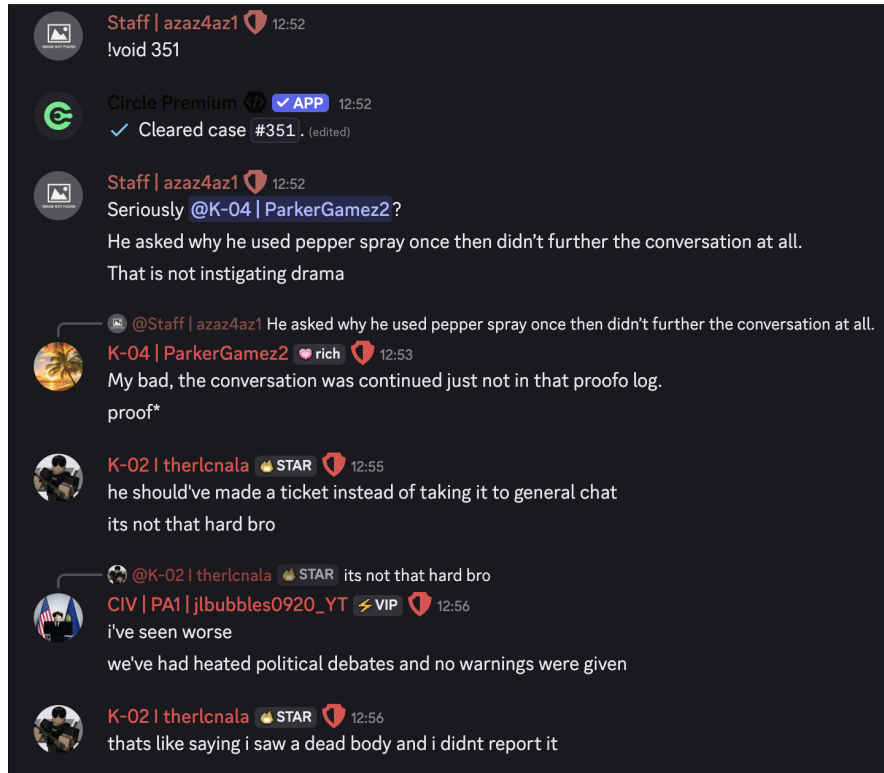 Staff | azaz4az1 12:52
!void 351
Circle Premium APP 12:52
Cleared case #351. (edited)
Staff | azaz4az1 12:52
Seriously @K-04 | ParkerGamez2?
He asked why he used pepper spray once then didn’t further the conversation at all.
That is not instigating drama
@Staff | azaz4az1 He asked why he used pepper spray once then didn’t further the conversation at all.
K-04 | ParkerGamez2 rich 12:53
My bad, the conversation was continued just not in that proofo log.
proof*
K-02 I therlcnala STAR 12:55
he should've made a ticket instead of taking it to general chat
its not that hard bro
@K-02 I therlcnala STAR its not that hard bro
CIV | PA1 | jlbubbles0920_YT VIP 12:56
i've seen worse
we've had heated political debates and no warnings were given
K-02 I therlcnala STAR 12:56
thats like saying i saw a dead body and i didnt report it